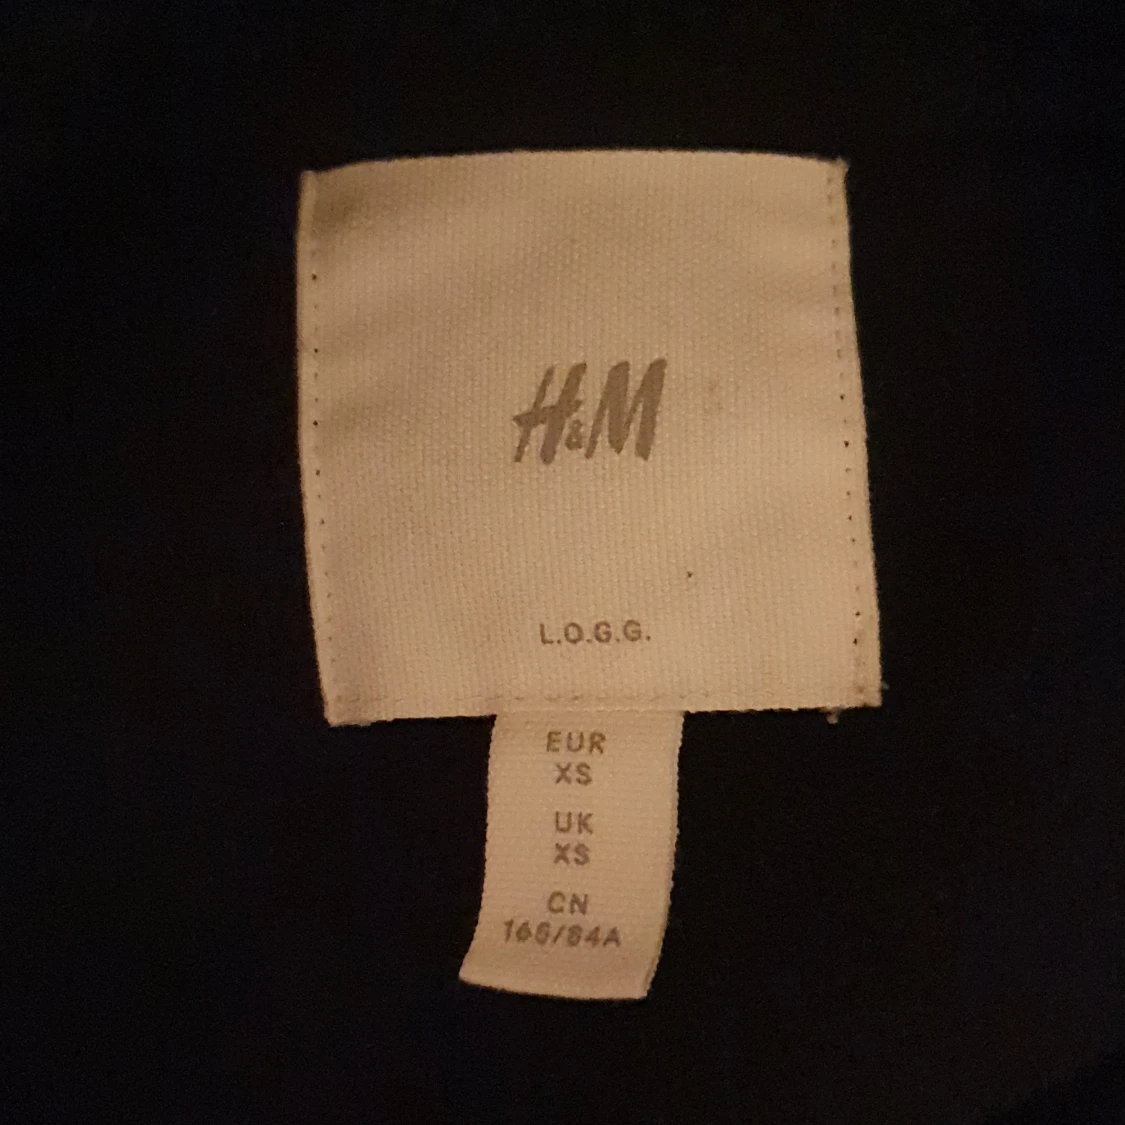 H&M
L.O.G.G.
EUR
XS
UK
XS
CN
165/84A